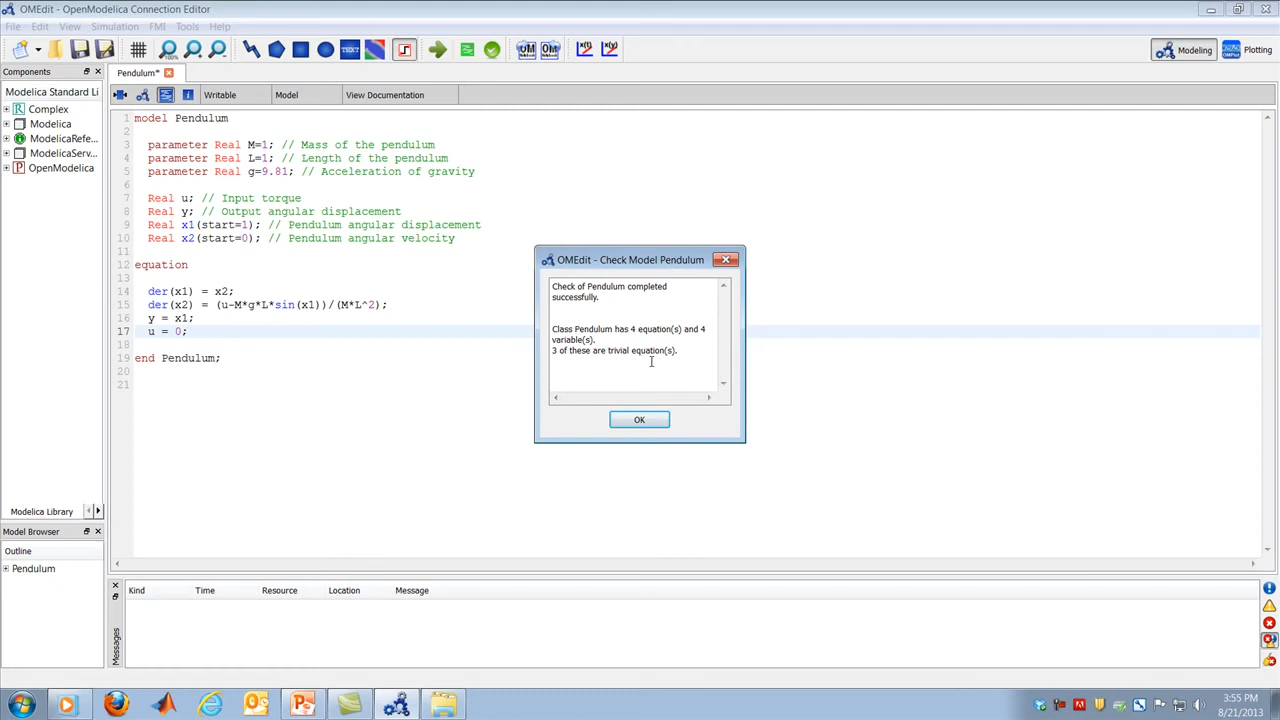 OMEdit - OpenModelica Connection Editor
File Edit View Simulation FMI Tools Help
100%
TEXT
OM
OM
x(t)
x(y)
Modeling
Plotting
Components
Modelica Standard Li
Complex
Modelica
ModelicaRefe...
ModelicaServ...
OpenModelica
Modelica Library
Model Browser
Outline
Pendulum
Pendulum*
Writable
Model
View Documentation
1 model Pendulum
2
3 parameter Real M=1; // Mass of the pendulum
4 parameter Real L=1; // Length of the pendulum
5 parameter Real g=9.81; // Acceleration of gravity
6
7 Real u; // Input torque
8 Real y; // Output angular displacement
9 Real x1(start=1); // Pendulum angular displacement
10 Real x2(start=0); // Pendulum angular velocity
11
12 equation
13
14 der(x1) = x2;
15 der(x2) = (u-M*g*L*sin(x1))/(M*L^2);
16 y = x1;
17 u = 0;
18
19 end Pendulum;
20
21
OMEdit - Check Model Pendulum
Check of Pendulum completed
successfully.
Class Pendulum has 4 equation(s) and 4
variable(s).
3 of these are trivial equation(s).
OK
Messages
Kind Time Resource Location Message
3:55 PM
8/21/2013